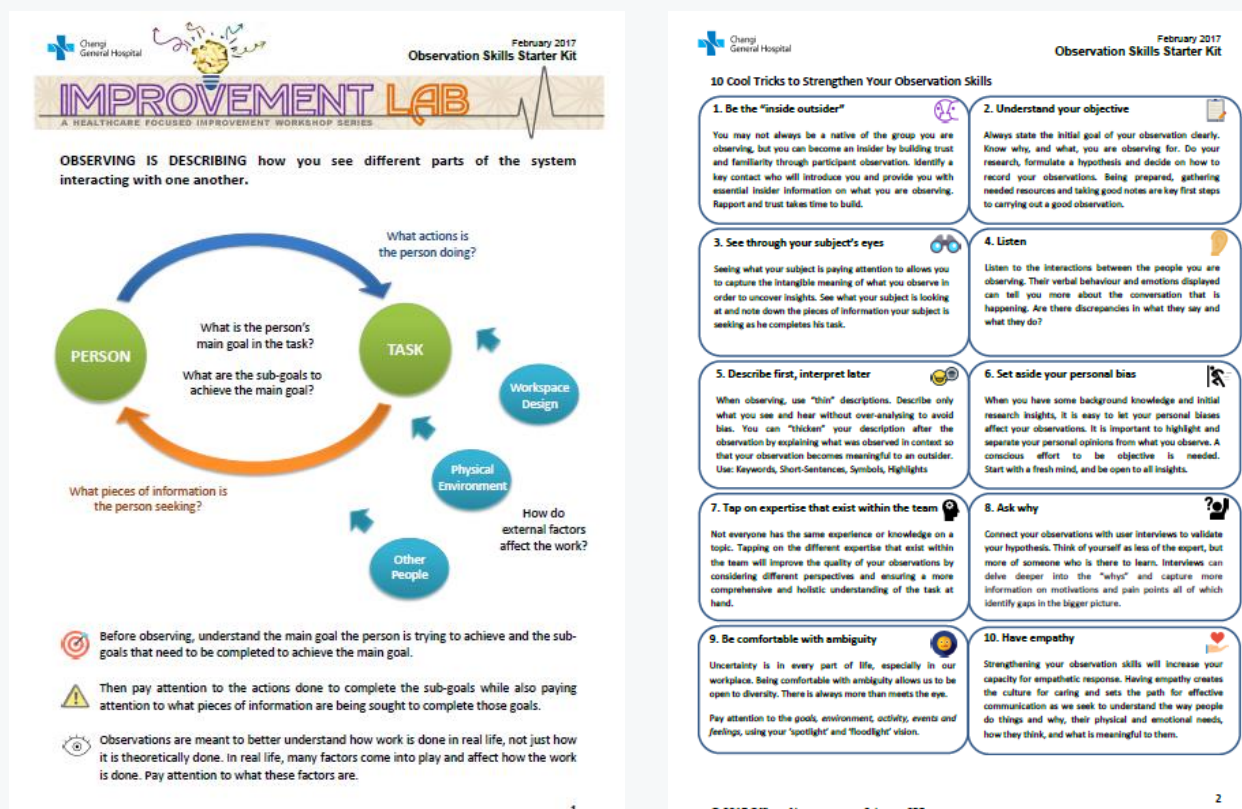 Changi
General Hospital
February 2017
Observation Skills Starter Kit
IMPROVEMENT LAB
A HEALTHCARE FOCUSED IMPROVEMENT WORKSHOP SERIES
OBSERVING IS DESCRIBING how you see different parts of the system
interacting with one another.
What actions is
the person doing?
PERSON
What is the person's
main goal in the task?
What are the sub-goals to
achieve the main goal?
TASK
Workspace
Design
Physical
Environment
What pieces of information is
the person seeking?
How do
external factors
affect the work?
Other
People
Before observing, understand the main goal the person is trying to achieve and the sub-
goals that need to be completed to achieve the main goal.
Then pay attention to the actions done to complete the sub-goals while also paying
attention to what pieces of information are being sought to complete those goals.
Observations are meant to better understand how work is done in real life, not just how
it is theoretically done. In real life, many factors come into play and affect how the work
is done. Pay attention to what these factors are.
Changi
General Hospital
February 2017
Observation Skills Starter Kit
10 Cool Tricks to Strengthen Your Observation Skills
1. Be the "inside outsider"
You may not always be a native of the group you are
observing, but you can become an insider by building trust
and familiarity through participant observation. Identify a
key contact who will introduce you and provide you with
essential insider information on what you are observing.
Rapport and trust takes time to build.
2. Understand your objective
Always state the initial goal of your observation clearly.
Know why, and what, you are observing for. Do your
research, formulate a hypothesis and decide on how to
record your observations. Being prepared, gathering
needed resources and taking good notes are key first steps
to carrying out a good observation.
3. See through your subject's eyes
Seeing what your subject is paying attention to allows you
to capture the intangible meaning of what you observe in
order to uncover insights. See what your subject is looking
at and note down the pieces of information your subject is
seeking as he completes his task.
4. Listen
Listen to the interactions between the people you are
observing. Their verbal behaviour and emotions displayed
can tell you more about the conversation that is
happening. Are there discrepancies in what they say and
what they do?
5. Describe first, interpret later
When observing, use "thin" descriptions. Describe only
what you see and hear without over-analysing to avoid
bias. You can "thicken" your description after the
observation by explaining what was observed in context so
that your observation becomes meaningful to an outsider.
Use: Keywords, Short-Sentences, Symbols, Highlights
6. Set aside your personal bias
When you have some background knowledge and initial
research insights, it is easy to let your personal biases
affect your observations. It is important to highlight and
separate your personal opinions from what you observe. A
conscious effort to be objective is needed.
Start with a fresh mind, and be open to all insights.
7. Tap on expertise that exist within the team
Not everyone has the same experience or knowledge on a
topic. Tapping on the different expertise that exist within
the team will improve the quality of your observations by
considering different perspectives and ensuring a more
comprehensive and holistic understanding of the task at
hand.
8. Ask why
Connect your observations with user interviews to validate
your hypothesis. Think of yourself as less of the expert, but
more of someone who is there to learn. Interviews can
delve deeper into the "whys" and capture more
information on motivations and pain points all of which
identify gaps in the bigger picture.
9. Be comfortable with ambiguity
Uncertainty is in every part of life, especially in our
workplace. Being comfortable with ambiguity allows us to be
open to diversity. There is always more than meets the eye.
Pay attention to the goals, environment, activity, events and
feelings, using your 'spotlight' and 'floodlight' vision.
10. Have empathy
Strengthening your observation skills will increase your
capacity for empathetic response. Having empathy creates
the culture for caring and sets the path for effective
communication as we seek to understand the way people
do things and why, their physical and emotional needs,
how they think, and what is meaningful to them.
2